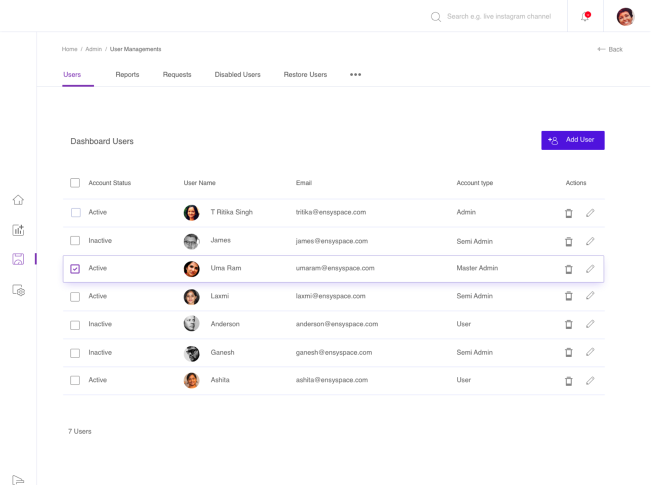 Search e.g. live instagram channel
Home / Admin / User Managements
Back
Users Reports Requests Disabled Users Restore Users
Dashboard Users
Add User
Account Status User Name Email Account type Actions
Active T Ritika Singh tritika@ensyspace.com Admin
Inactive James james@ensyspace.com Semi Admin
Active Uma Ram umaram@ensyspace.com Master Admin
Active Laxmi laxmi@ensyspace.com Semi Admin
Inactive Anderson anderson@ensyspace.com User
Inactive Ganesh ganesh@ensyspace.com Semi Admin
Active Ashita ashita@ensyspace.com User
7 Users